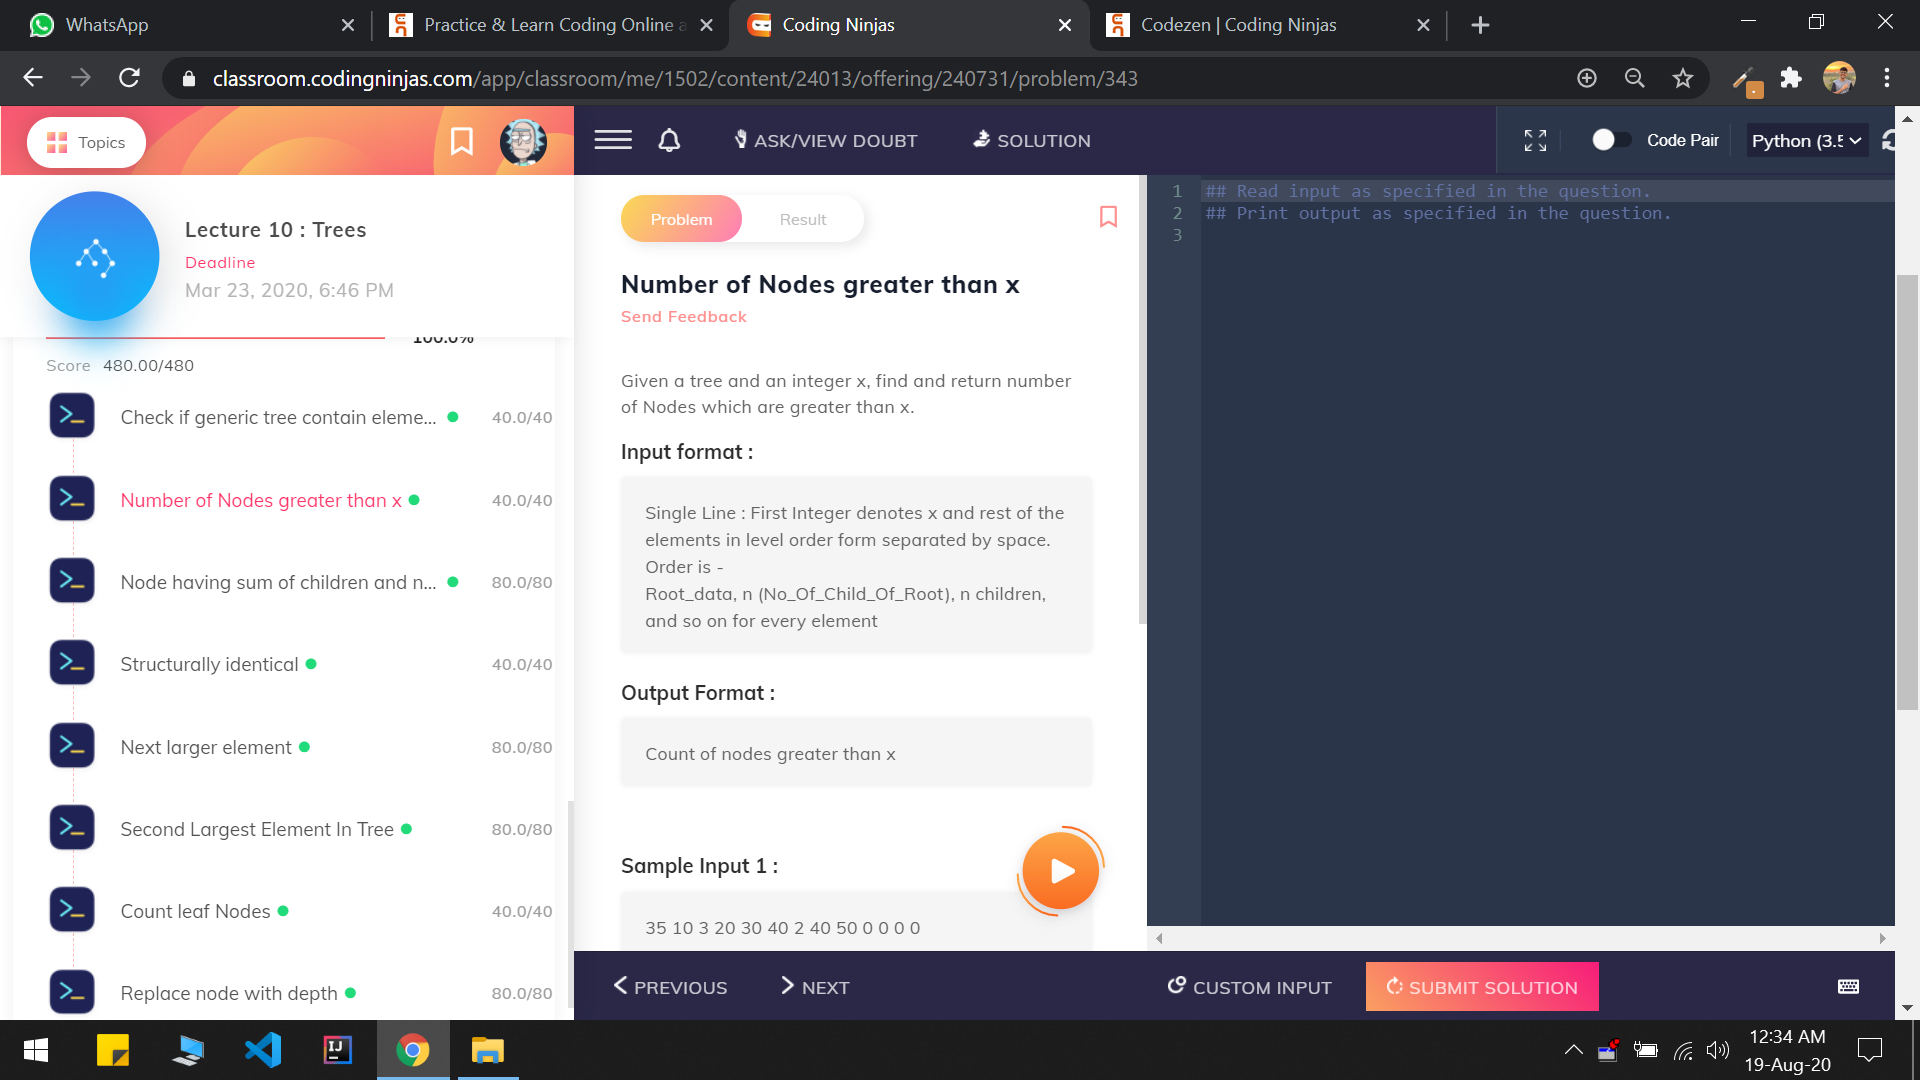 WhatsApp
Practice & Learn Coding Online a
Coding Ninjas
Codezen | Coding Ninjas
classroom.codingninjas.com/app/classroom/me/1502/content/24013/offering/240731/problem/343
Topics
ASK/VIEW DOUBT
SOLUTION
Code Pair
Python (3.5
Lecture 10 : Trees
Deadline
Mar 23, 2020, 6:46 PM
100.0%
Score 480.00/480
Check if generic tree contain eleme... 40.0/40
Number of Nodes greater than x 40.0/40
Node having sum of children and n... 80.0/80
Structurally identical 40.0/40
Next larger element 80.0/80
Second Largest Element In Tree 80.0/80
Count leaf Nodes 40.0/40
Replace node with depth 80.0/80
Problem
Result
Number of Nodes greater than x
Send Feedback
Given a tree and an integer x, find and return number
of Nodes which are greater than x.
Input format :
Single Line : First Integer denotes x and rest of the
elements in level order form separated by space.
Order is -
Root_data, n (No_Of_Child_Of_Root), n children,
and so on for every element
Output Format :
Count of nodes greater than x
Sample Input 1 :
35 10 3 20 30 40 2 40 50 0 0 0 0
1 ## Read input as specified in the question.
2 ## Print output as specified in the question.
3
PREVIOUS
NEXT
CUSTOM INPUT
SUBMIT SOLUTION
IJ
12:34 AM
19-Aug-20